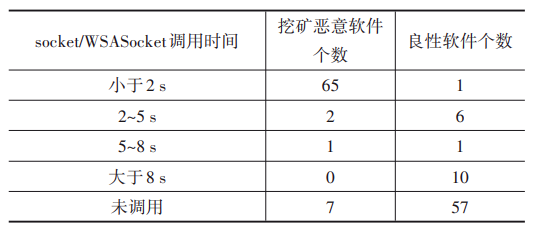 socket/WSASocket调用时间 挖矿恶意软件个数 良性软件个数
小于2 s 65 1
2~5 s 2 6
5~8 s 1 1
大于8 s 0 10
未调用 7 57